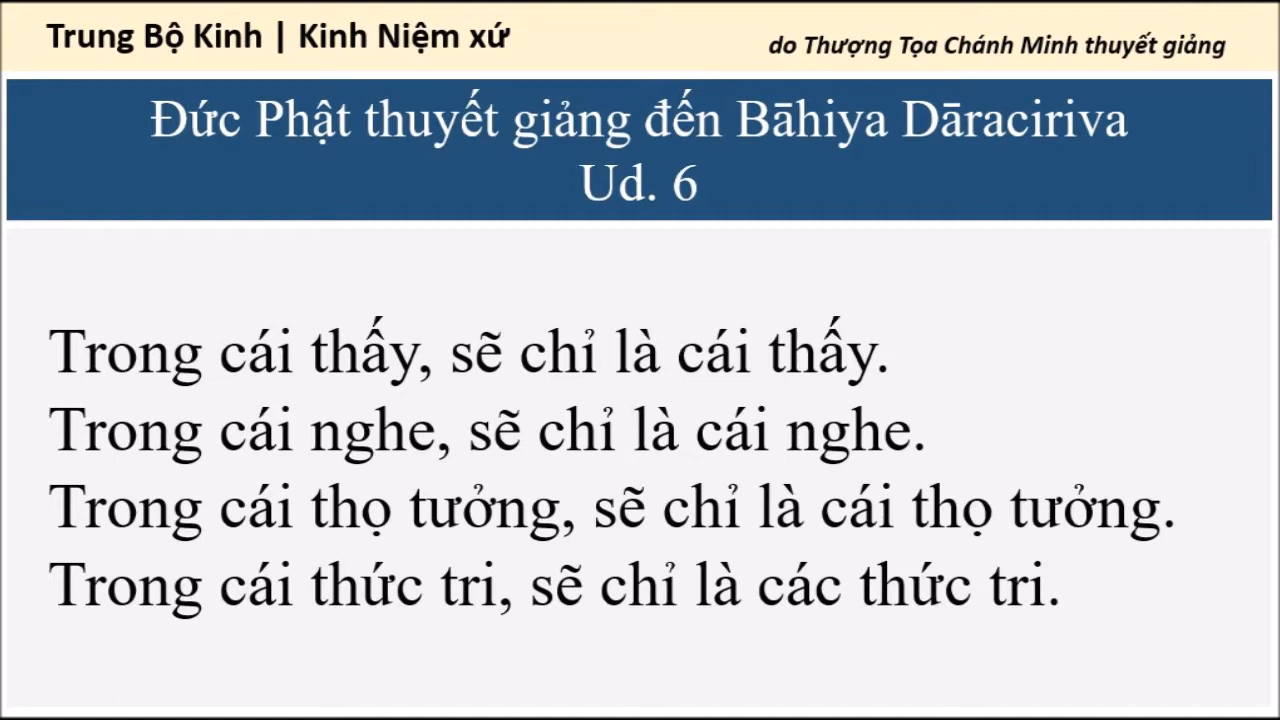 Trung Bộ Kinh | Kinh Niệm xứ
do Thượng Tọa Chánh Minh thuyết giảng
Đức Phật thuyết giảng đến Bāhiya Dāraciriva
Ud. 6
Trong cái thấy, sẽ chỉ là cái thấy.
Trong cái nghe, sẽ chỉ là cái nghe.
Trong cái thọ tưởng, sẽ chỉ là cái thọ tưởng.
Trong cái thức tri, sẽ chỉ là các thức tri.